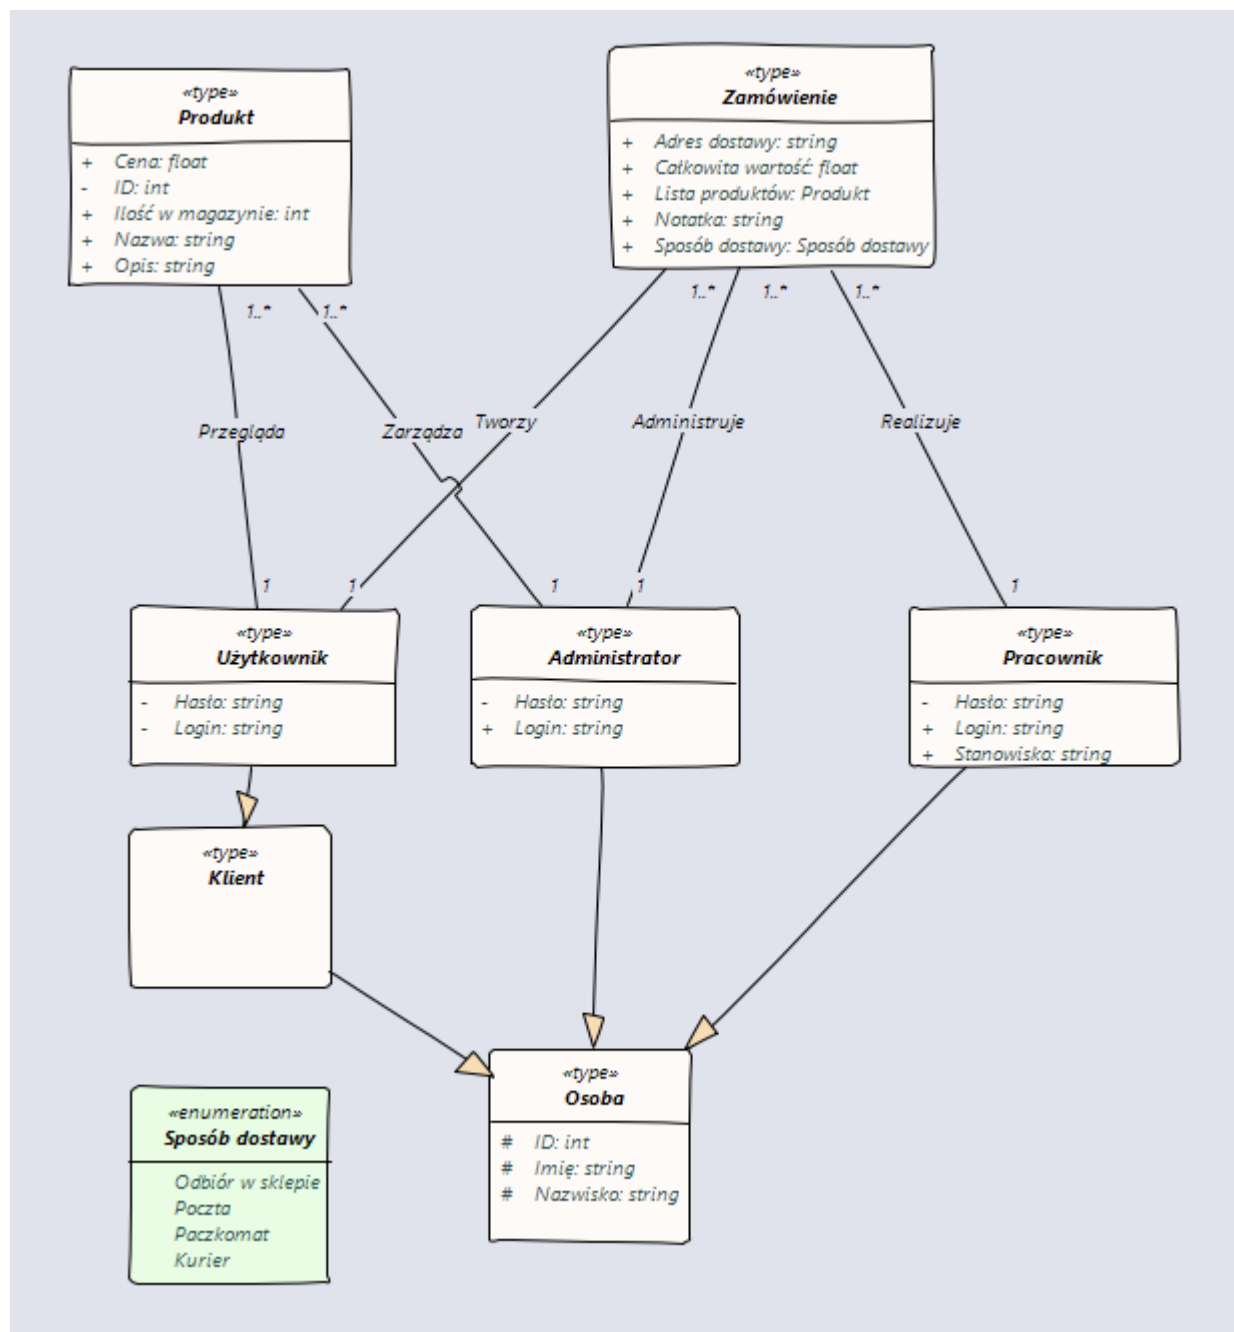 «type»
Produkt
+ Cena: float
- ID: int
+ Ilość w magazynie: int
+ Nazwa: string
+ Opis: string
«type»
Zamówienie
+ Adres dostawy: string
+ Całkowita wartość: float
+ Lista produktów: Produkt
+ Notatka: string
+ Sposób dostawy: Sposób dostawy
1..*
1..*
1..*
1..*
1..*
Przegląda
Zarządza
Tworzy
Administruje
Realizuje
1
1
1
1
1
«type»
Użytkownik
- Hasło: string
- Login: string
«type»
Administrator
- Hasło: string
+ Login: string
«type»
Pracownik
- Hasło: string
+ Login: string
+ Stanowisko: string
«type»
Klient
«type»
Osoba
# ID: int
# Imię: string
# Nazwisko: string
«enumeration»
Sposób dostawy
Odbiór w sklepie
Poczta
Paczkomat
Kurier